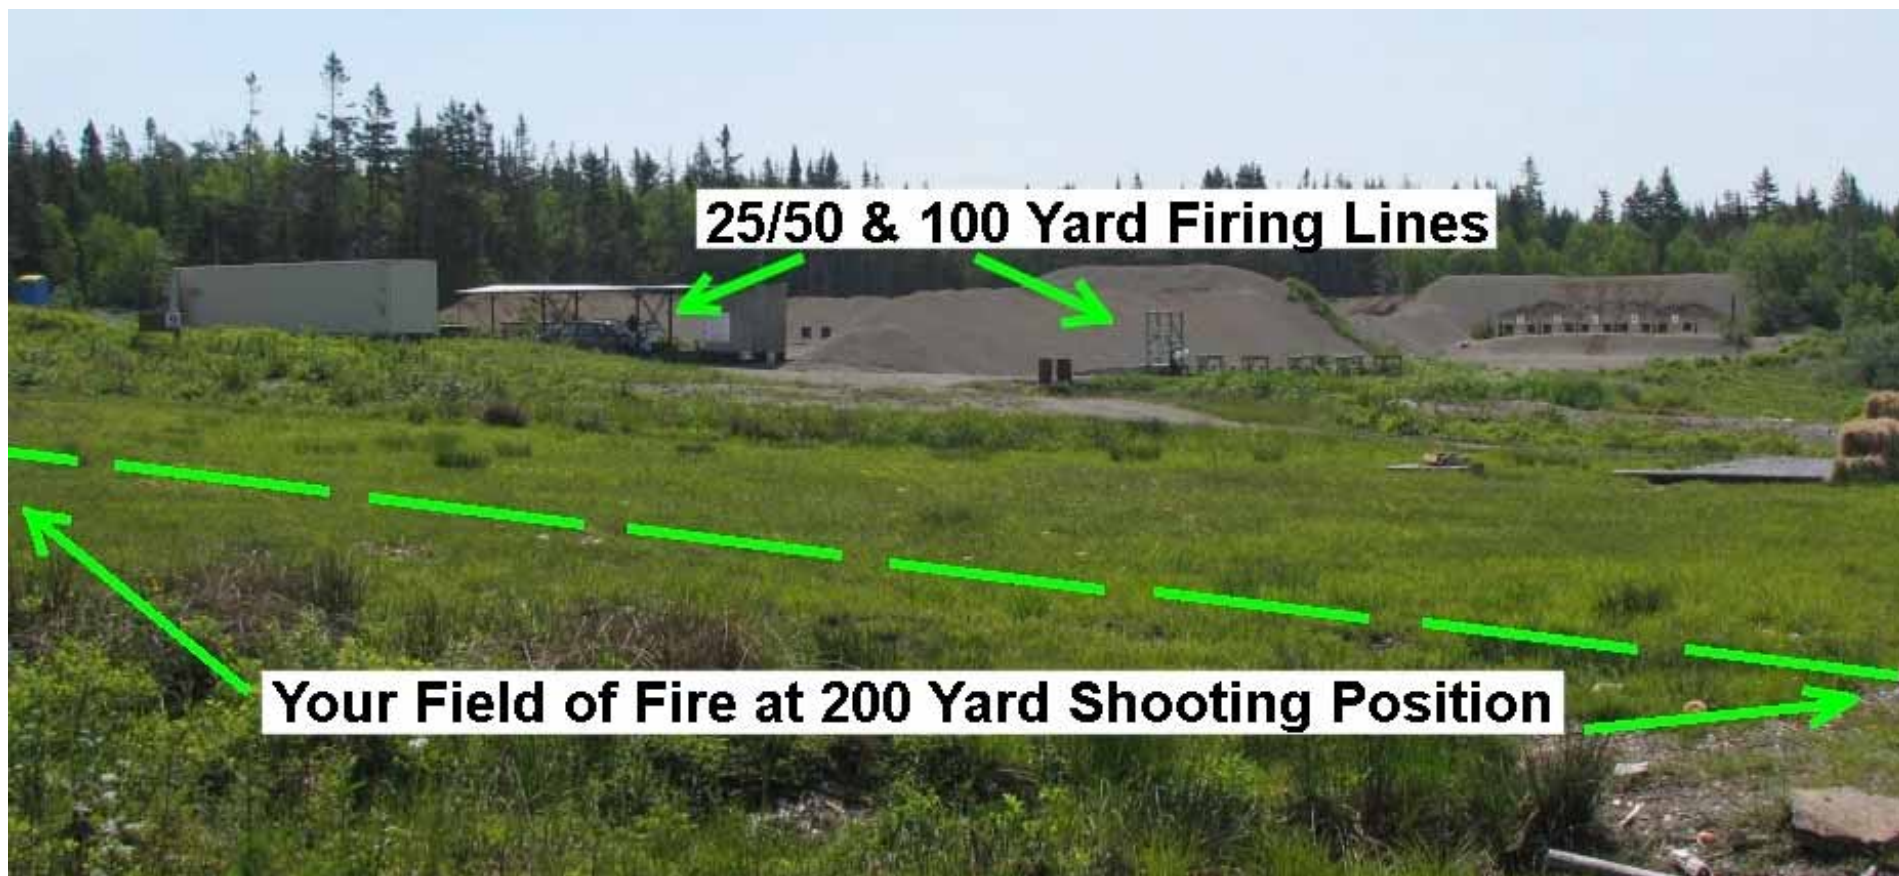 25/50 & 100 Yard Firing Lines
Your Field of Fire at 200 Yard Shooting Position